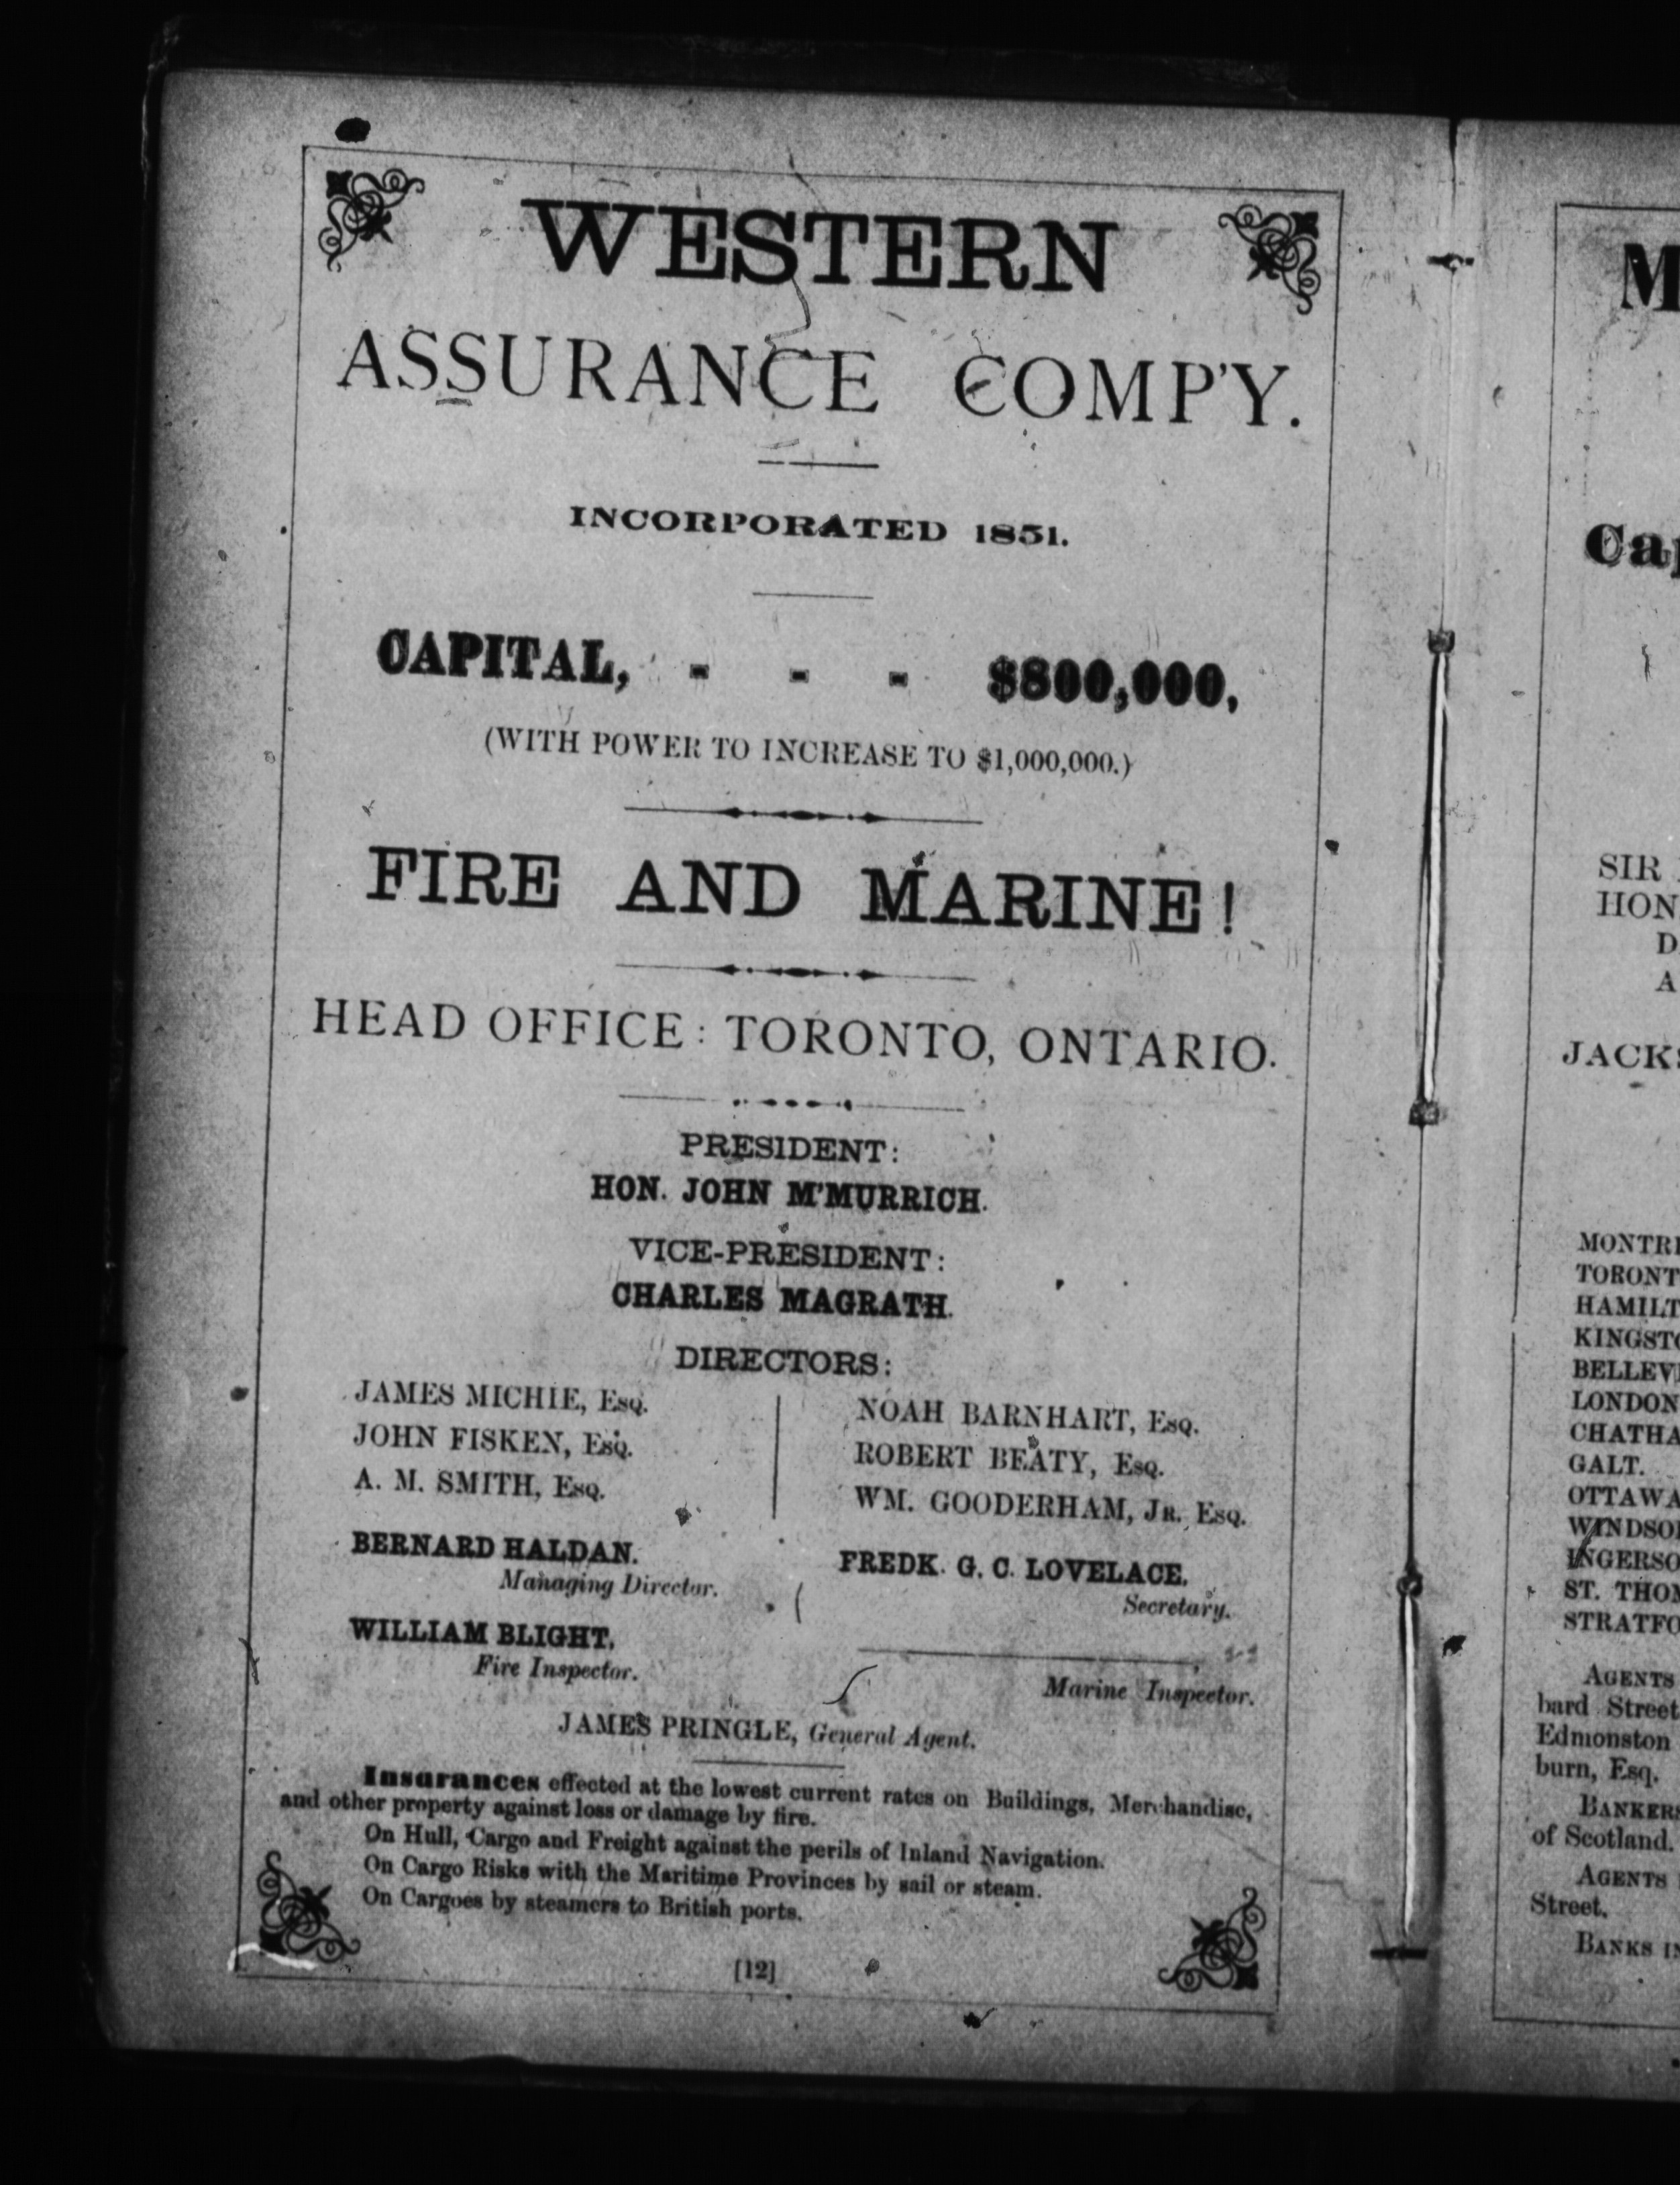 WESTERN
ASSURANCE COMP'Y.
INCORPORATED 1851.
CAPITAL, - - - $800,000,
(WITH POWER TO INCREASE TO $1,000,000.)
FIRE AND MARINE!
HEAD OFFICE: TORONTO, ONTARIO.
PRESIDENT:
HON. JOHN M'MURRICH.
VICE-PRESIDENT:
CHARLES MAGRATH.
DIRECTORS:
JAMES MICHIE, Esq.
JOHN FISKEN, Esq.
A. M. SMITH, Esq.
NOAH BARNHART, Esq.
ROBERT BEATY, Esq.
WM. GOODERHAM, Jr. Esq.
BERNARD HALDAN.
Managing Director.
FREDK. G. C. LOVELACE.
Secretary.
WILLIAM BLIGHT,
Fire Inspector.
Marine Inspector.
JAMES PRINGLE, General Agent.
Insurances effected at the lowest current rates on Buildings, Merchandise,
and other property against loss or damage by fire.
On Hull, Cargo and Freight against the perils of Inland Navigation.
On Cargo Risks with the Maritime Provinces by sail or steam.
On Cargoes by steamers to British ports.
[12]
M
Cap
SIR
HON
D
A
JACKS
MONTRE
TORONT
HAMILT
KINGSTO
BELLEV
LONDON
CHATHA
GALT.
OTTAWA
WINDSO
INGERSO
ST. THOM
STRATFO
AGENTS
bard Street
Edmonston
burn, Esq.
BANKERS
of Scotland.
AGENTS
Street.
BANKS IN